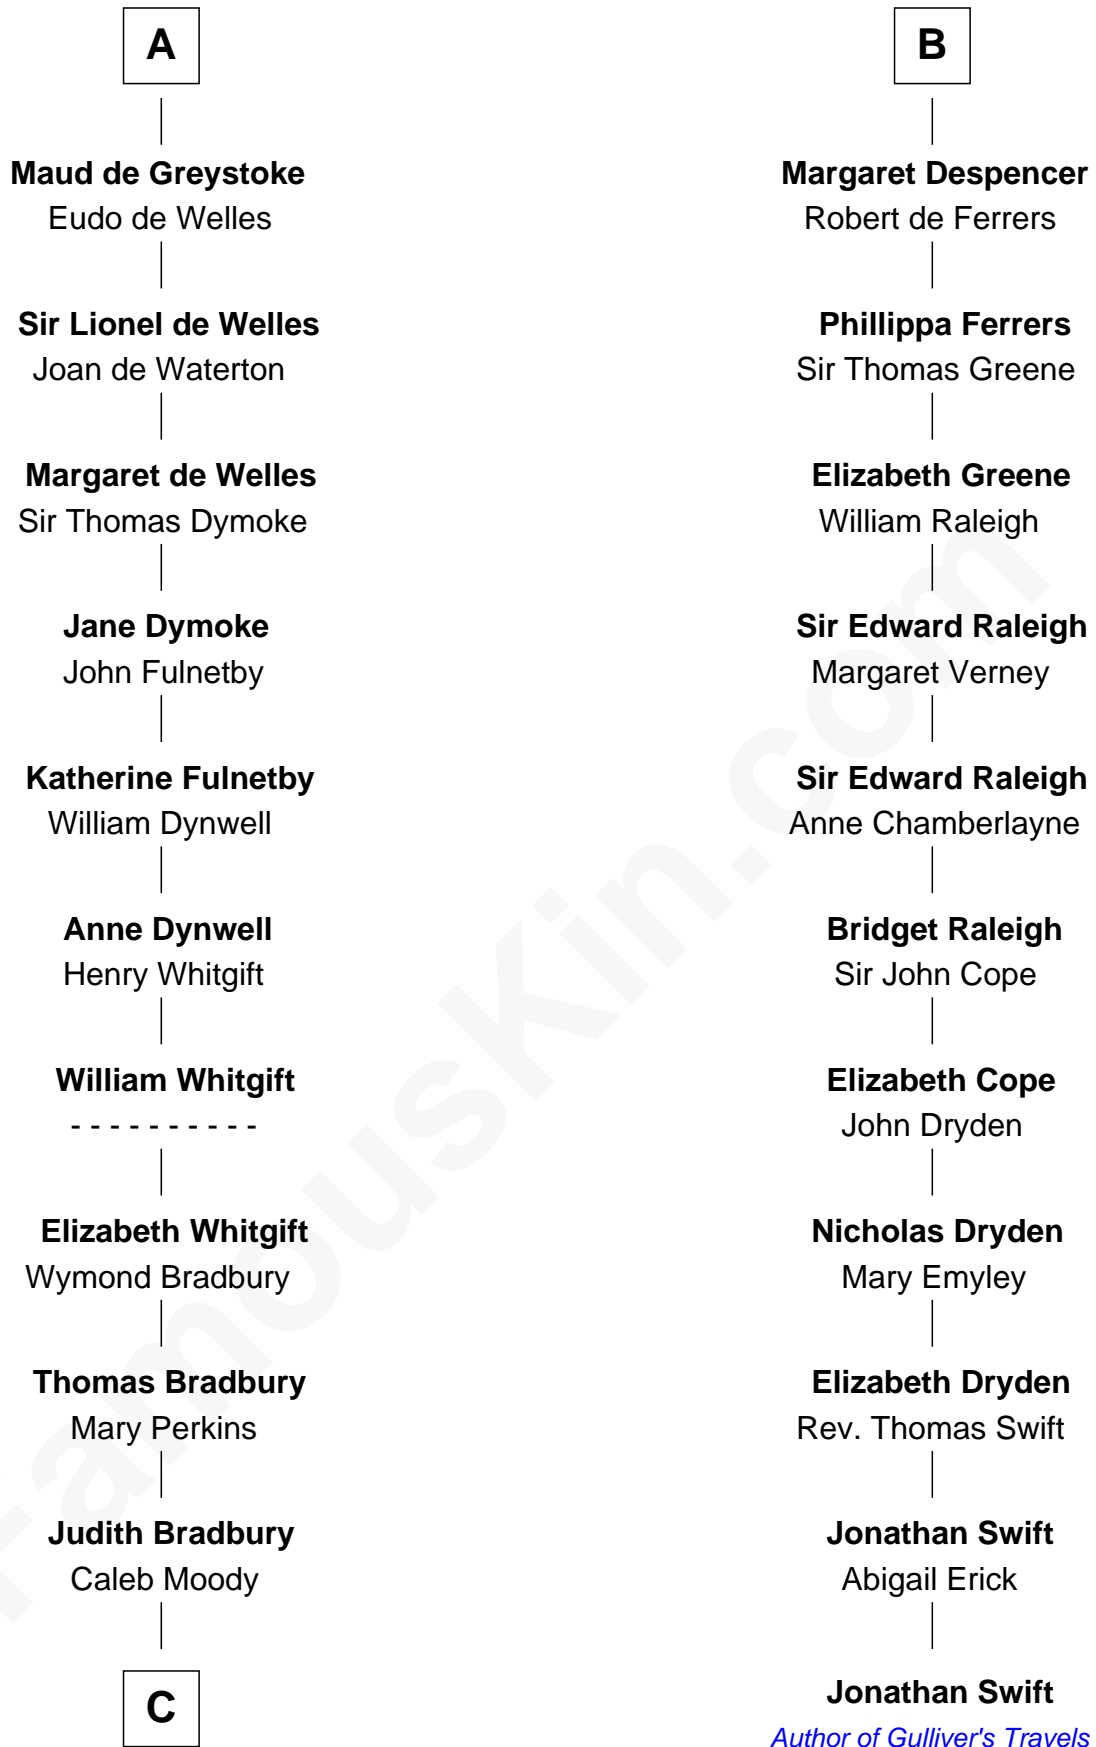 A
Maud de Greystoke
Eudo de Welles
Sir Lionel de Welles
Joan de Waterton
Margaret de Welles
Sir Thomas Dymoke
Jane Dymoke
John Fulnetby
Katherine Fulnetby
William Dynwell
Anne Dynwell
Henry Whitgift
William Whitgift
- - - - - - - - - -
Elizabeth Whitgift
Wymond Bradbury
Thomas Bradbury
Mary Perkins
Judith Bradbury
Caleb Moody
C
B
Margaret Despencer
Robert de Ferrers
Phillippa Ferrers
Sir Thomas Greene
Elizabeth Greene
William Raleigh
Sir Edward Raleigh
Margaret Verney
Sir Edward Raleigh
Anne Chamberlayne
Bridget Raleigh
Sir John Cope
Elizabeth Cope
John Dryden
Nicholas Dryden
Mary Emyley
Elizabeth Dryden
Rev. Thomas Swift
Jonathan Swift
Abigail Erick
Jonathan Swift
Author of Gulliver's Travels
FamousKin.com